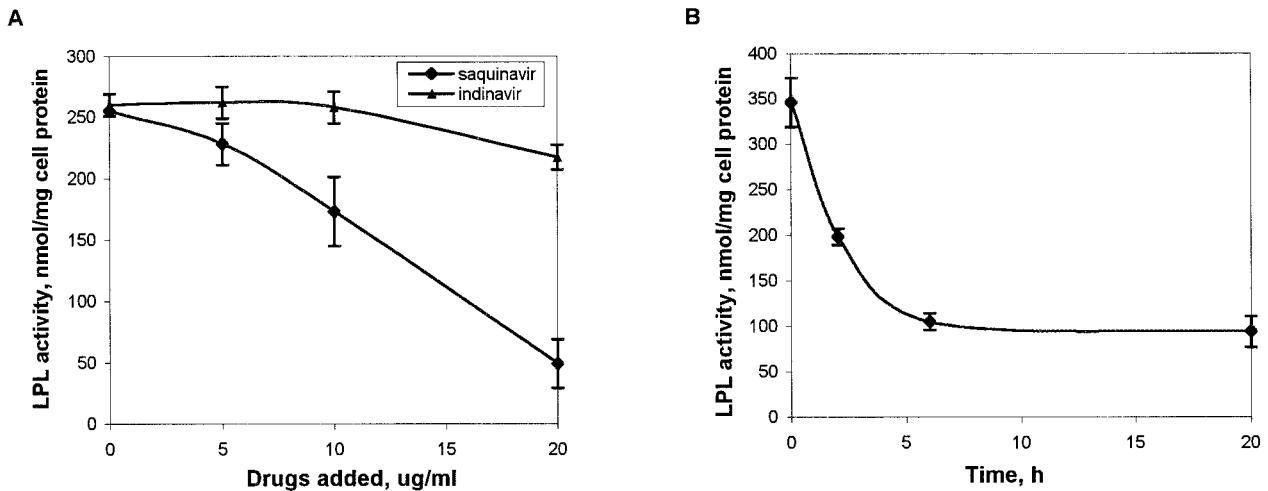 A
LPL activity, nmol/mg cell protein
300
250
200
150
100
50
0
saquinavir
indinavir
0 5 10 15 20
Drugs added, ug/ml
B
LPL activity, nmol/mg cell protein
400
350
300
250
200
150
100
50
0
0 5 10 15 20
Time, h